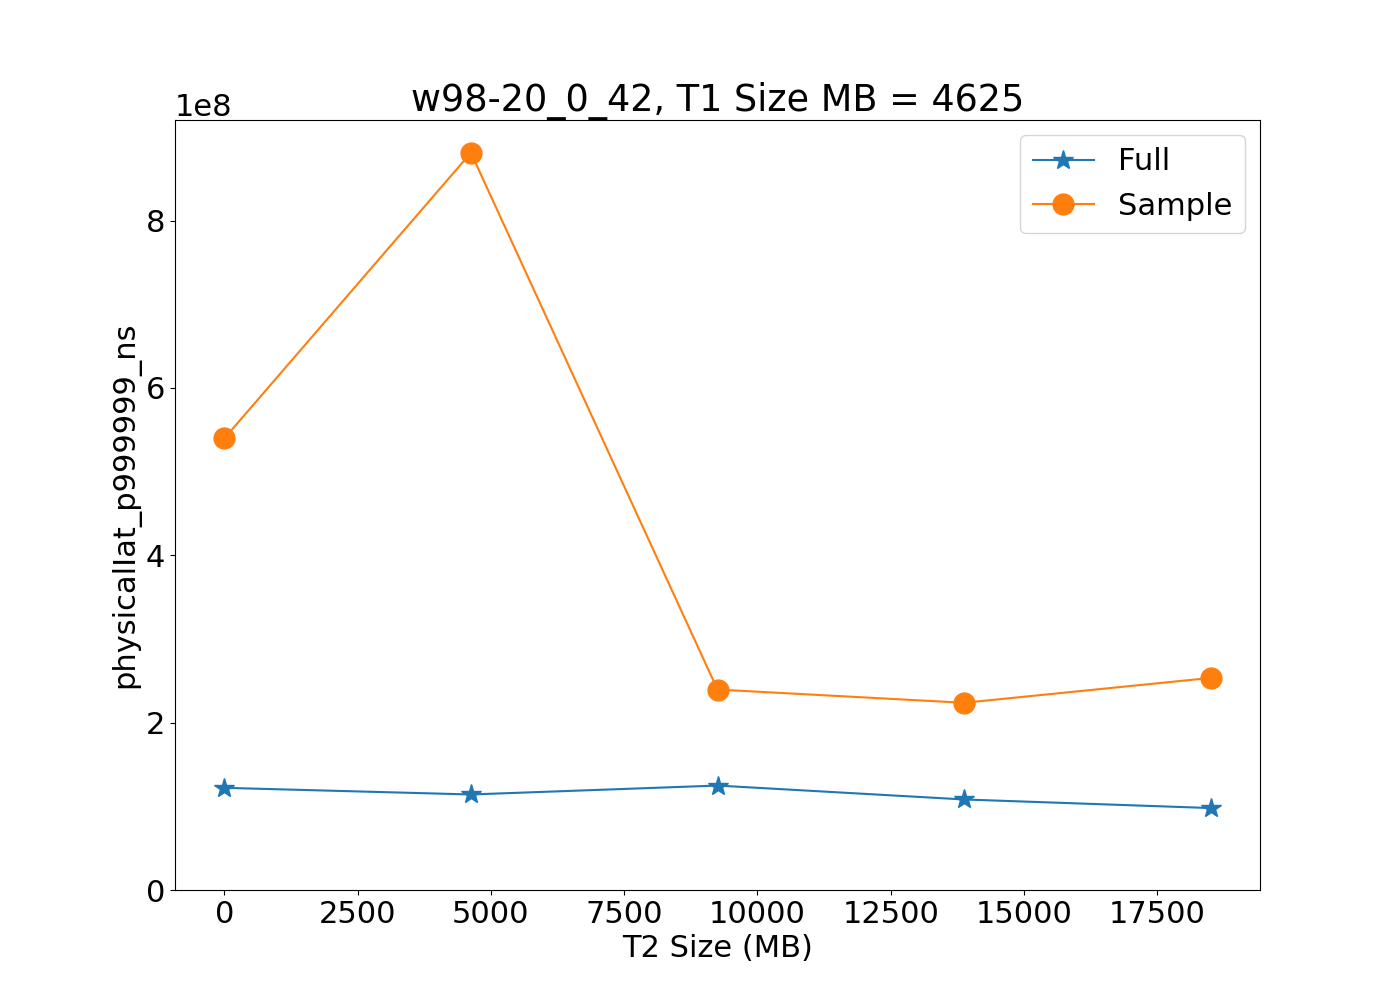 w98-20_0_42, T1 Size MB = 4625
1e8
Full
Sample
8
6
4
2
0
physicallat_p999999_ns
0 2500 5000 7500 10000 12500 15000 17500
T2 Size (MB)